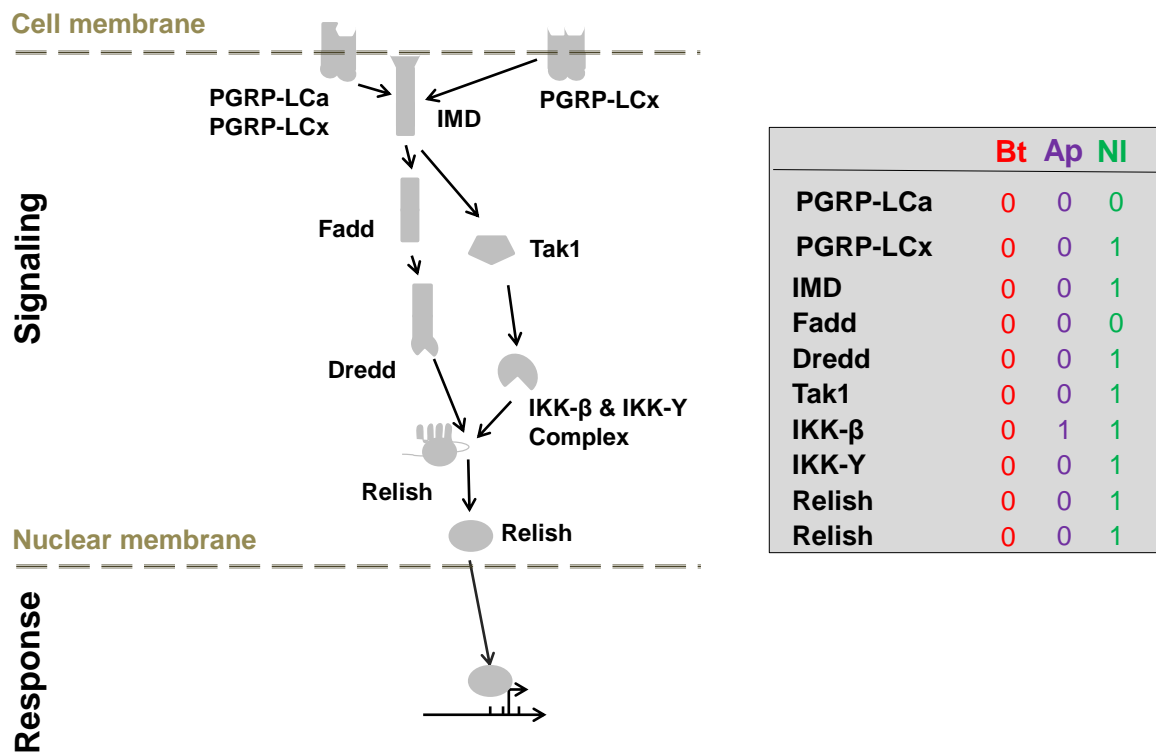 Cell membrane
PGRP-LCa
PGRP-LCx
IMD
PGRP-LCx
Signaling
Fadd
Tak1
Dredd
IKK-β & IKK-Y
Complex
Relish
Relish
Nuclear membrane
Response
Bt Ap Nl
PGRP-LCa 0 0 0
PGRP-LCx 0 0 1
IMD 0 0 1
Fadd 0 0 0
Dredd 0 0 1
Tak1 0 0 1
IKK-β 0 1 1
IKK-Y 0 0 1
Relish 0 0 1
Relish 0 0 1